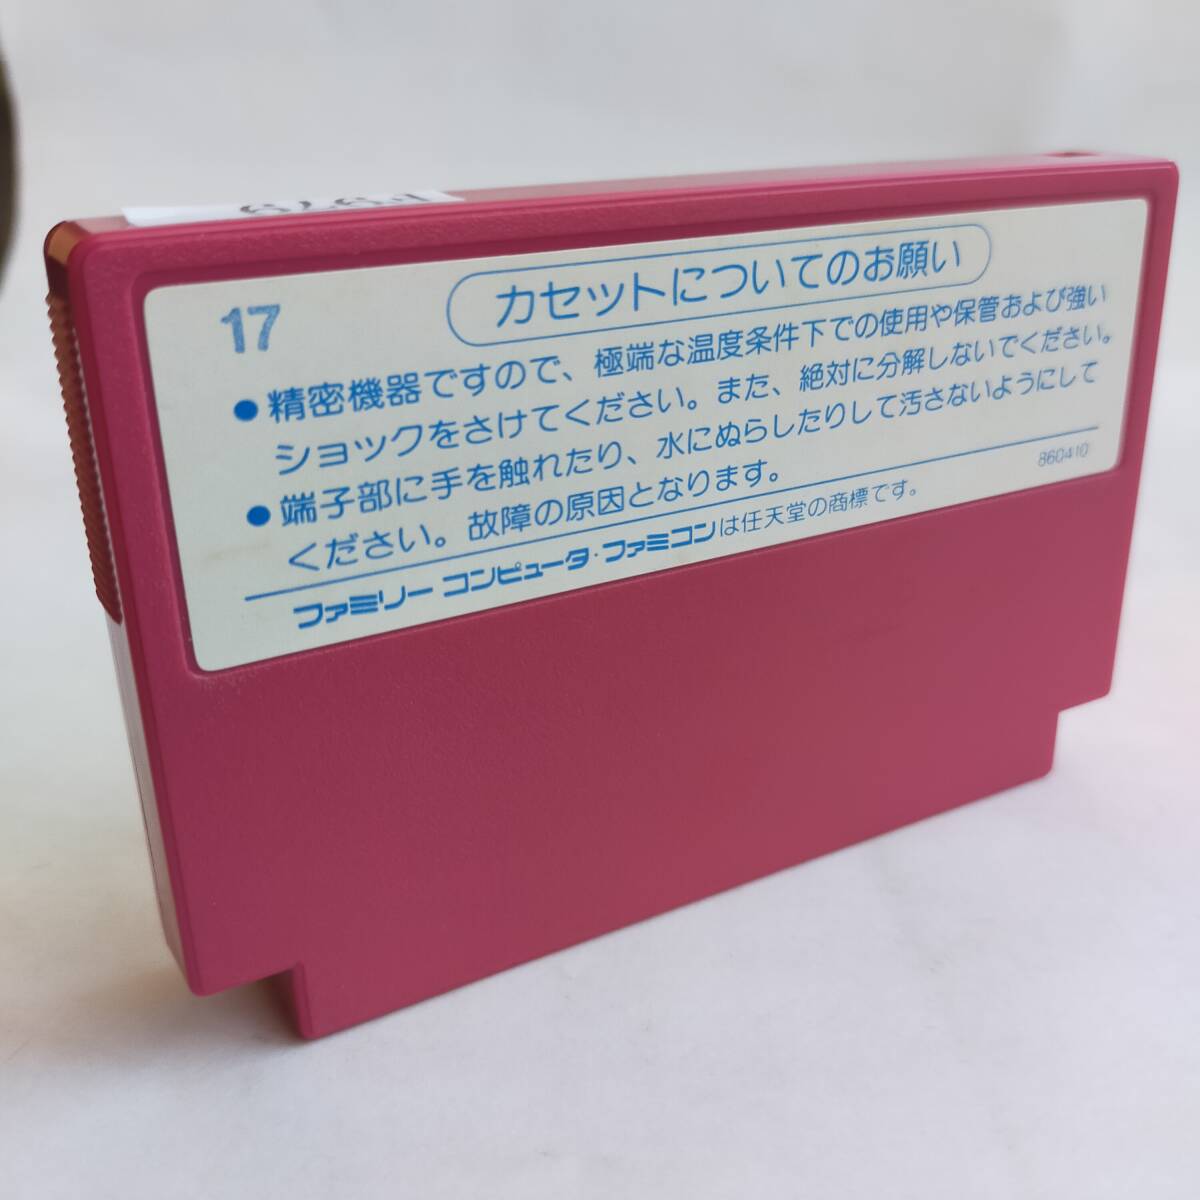 17
カセットについてのお願い
●精密機器ですので、極端な温度条件下での使用や保管および強い
ショックをさけてください。また、絶対に分解しないでください。
●端子部に手を触れたり、水にぬらしたりして汚さないようにして
ください。故障の原因となります。
860410
ファミリー コンピュータ・ファミコンは任天堂の商標です。